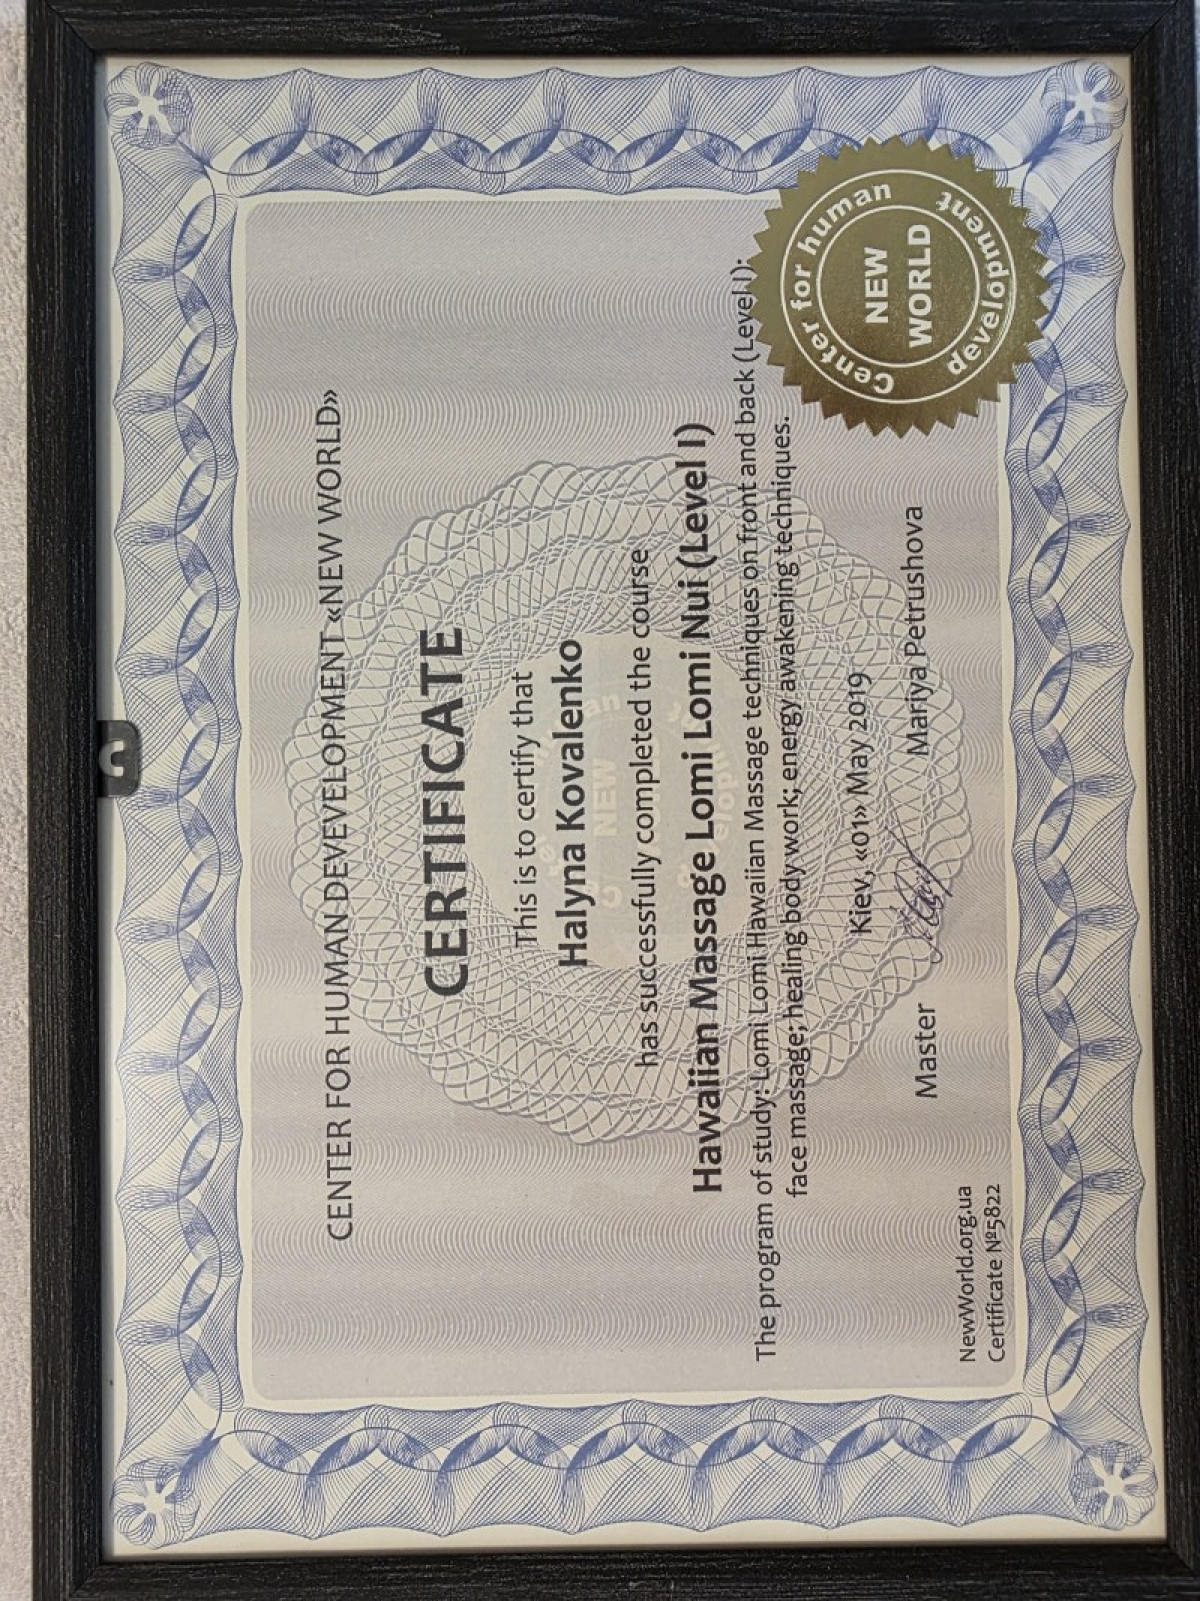 CENTER FOR HUMAN DEVELOPMENT «NEW WORLD»
CERTIFICATE
This is to certify that
Halyna Kovalenko
has successfully completed the course
Hawaiian Massage Lomi Lomi Nui (Level I)
The program of study: Lomi Lomi Hawaiian Massage techniques on front and back (Level I):
face massage; healing body work; energy awakening techniques.
Kiev, «01» May 2019
Master Mariya Petrushova
NewWorld.org.ua
Certificate №5822
Center for human development
NEW
WORLD